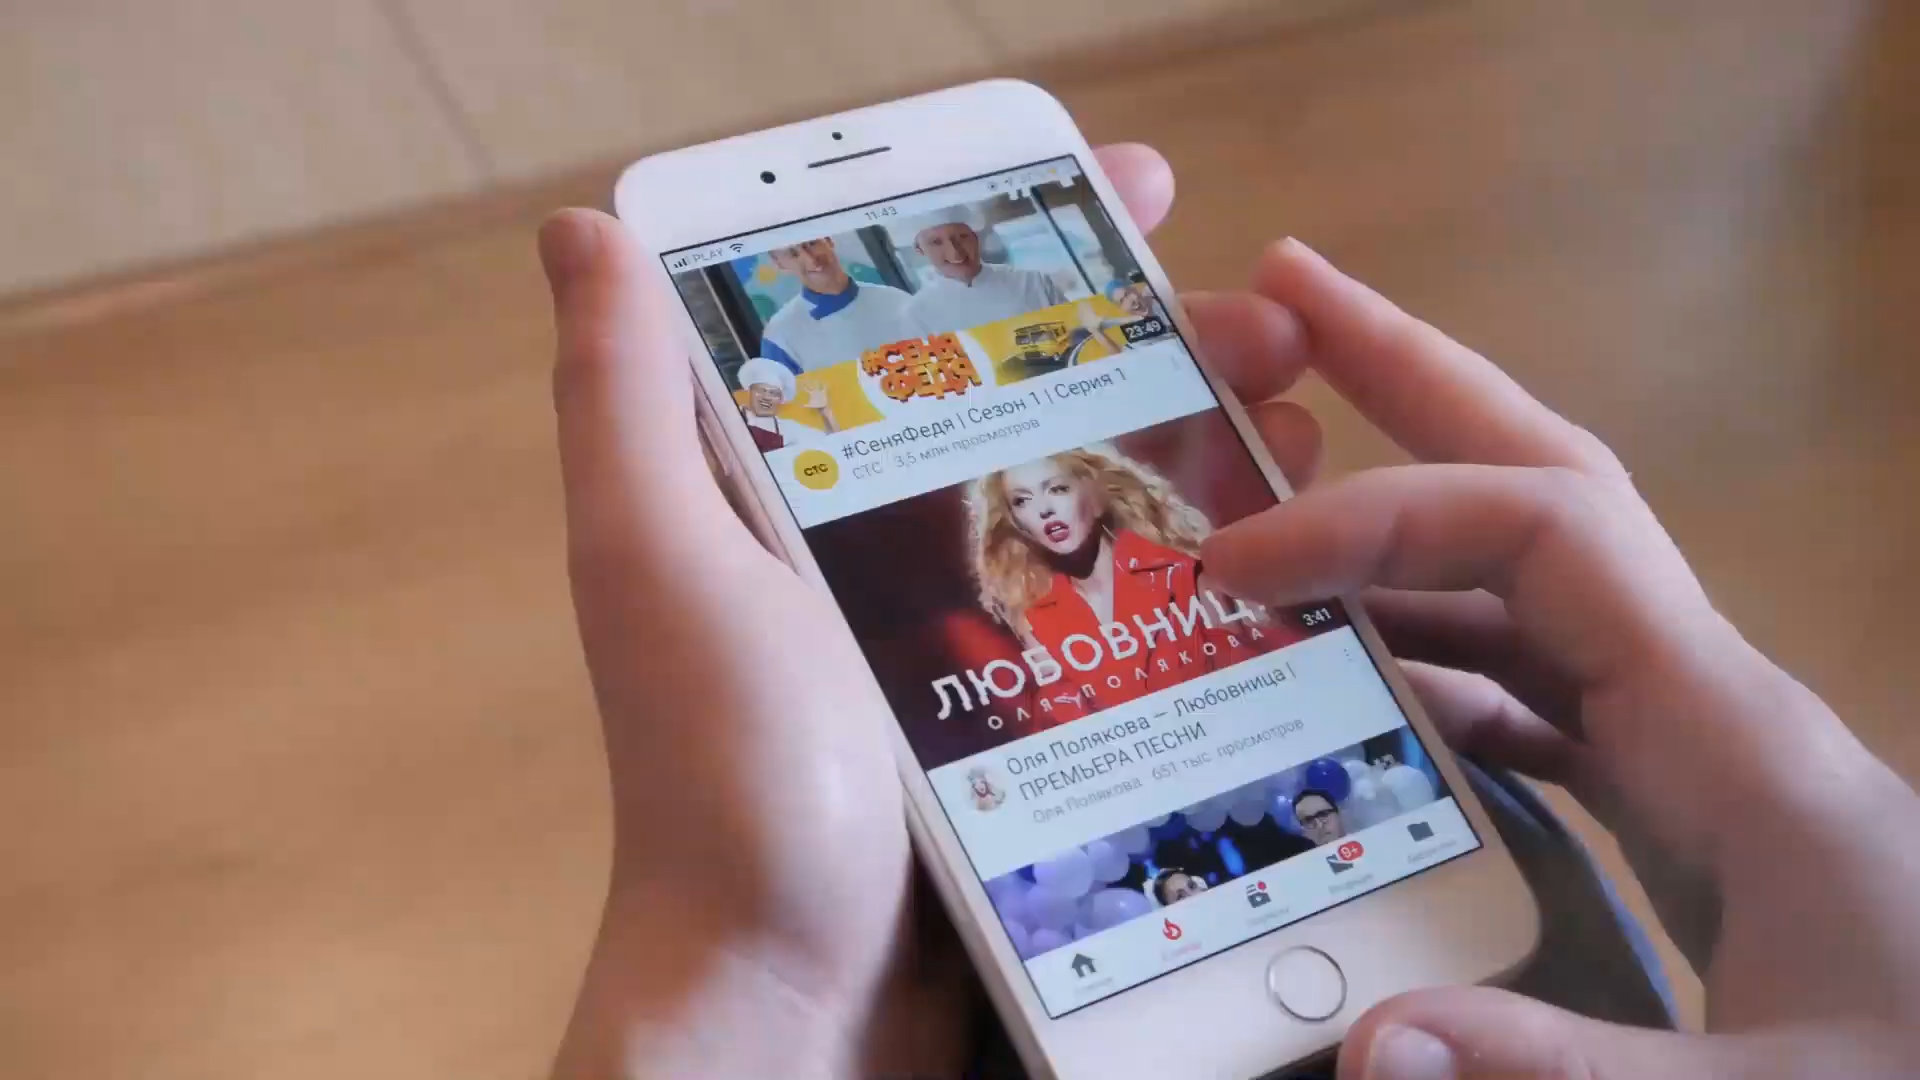 11:43
PLAY
23:49
#СЕНЯ
ФЕДЯ
#СеняФедя | Сезон 1 | Серия 1
СТС
СТС 3,5 млн просмотров
ЛЮБОВНИЦ
ОЛЯ ПОЛЯКОВА
3:41
Оля Полякова – Любовница |
ПРЕМЬЕРА ПЕСНИ
Оля Полякова 651 тыс. просмотров
9+